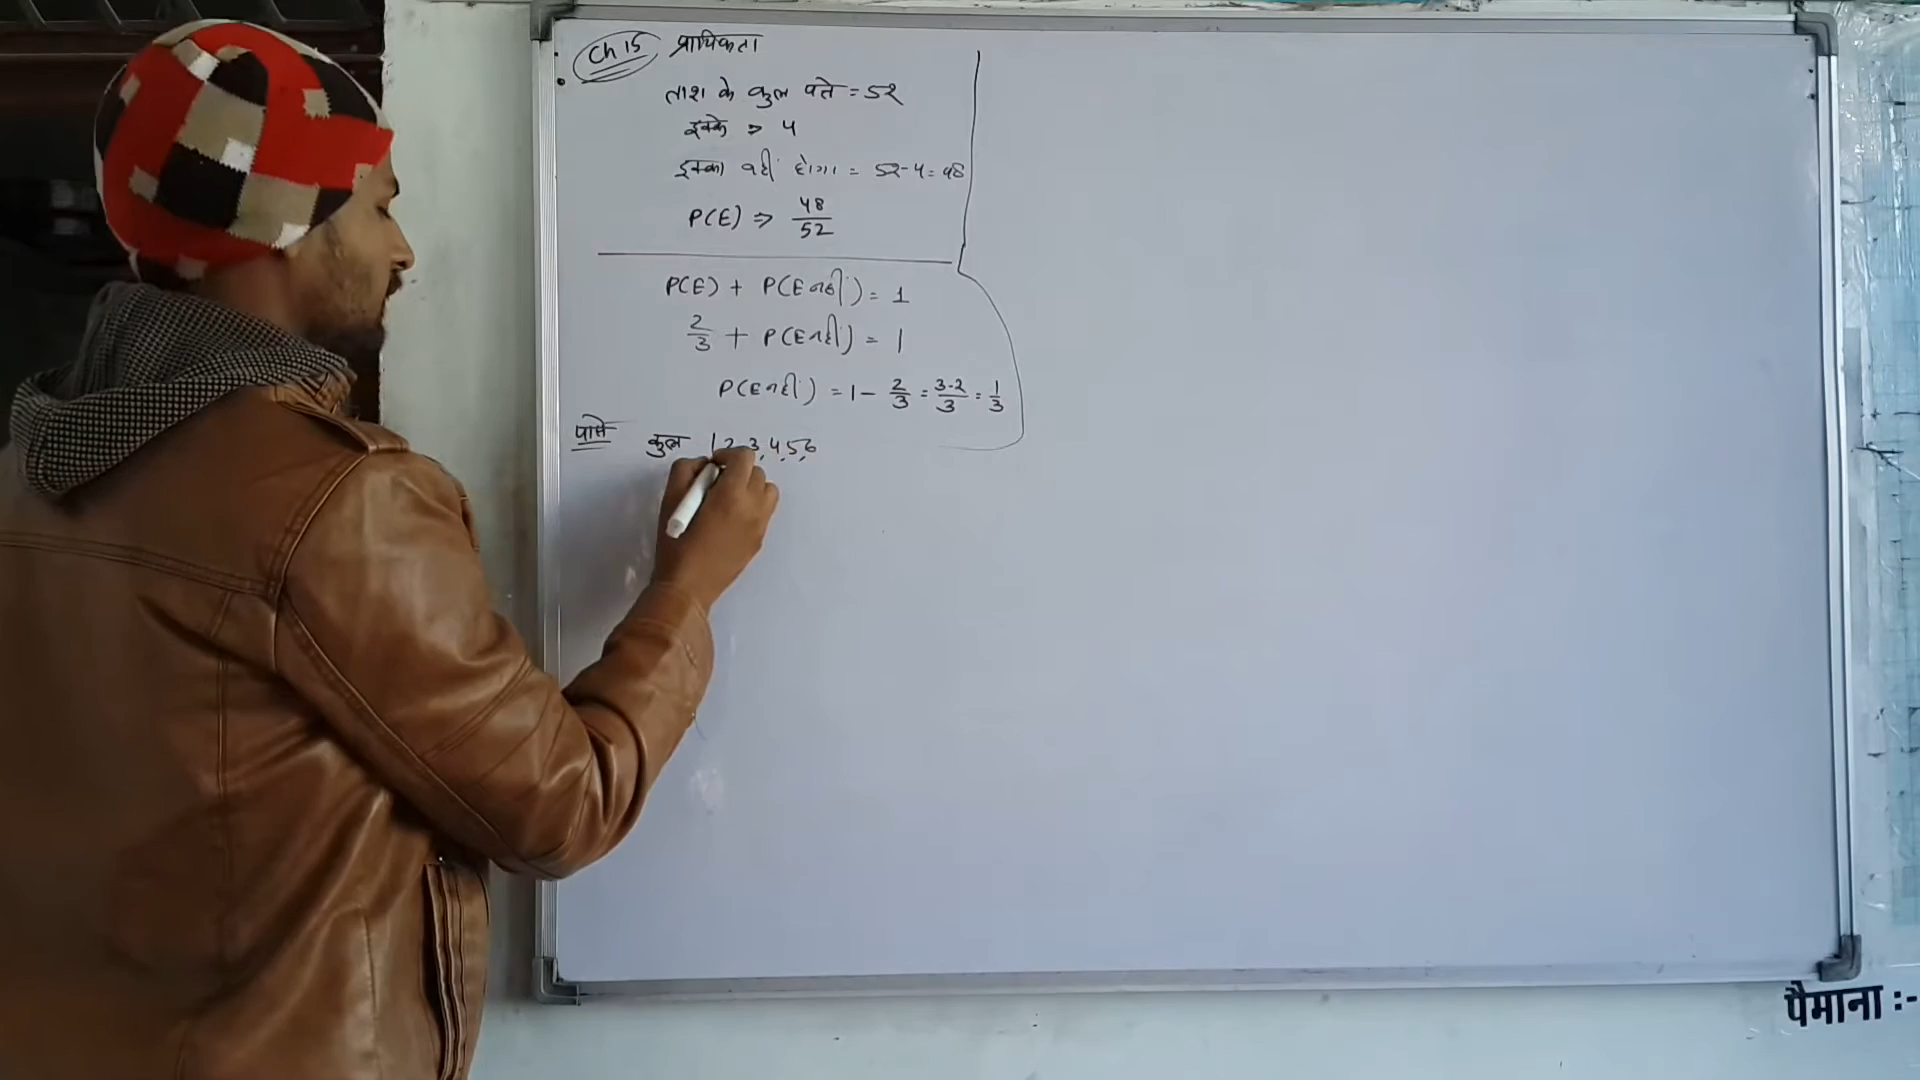 Ch 15 प्रायिकता
ताश के कुल पत्ते = 52
इक्के => 4
इक्का नहीं होगा = 52-4=48
P(E) => 48/52
P(E) + P(E नहीं) = 1
2/3 + P(E नहीं) = 1
P(E नहीं) = 1 - 2/3 = 3-2/3 = 1/3
पासे कुल 1 2 3, 4, 5, 6
पैमाना :-